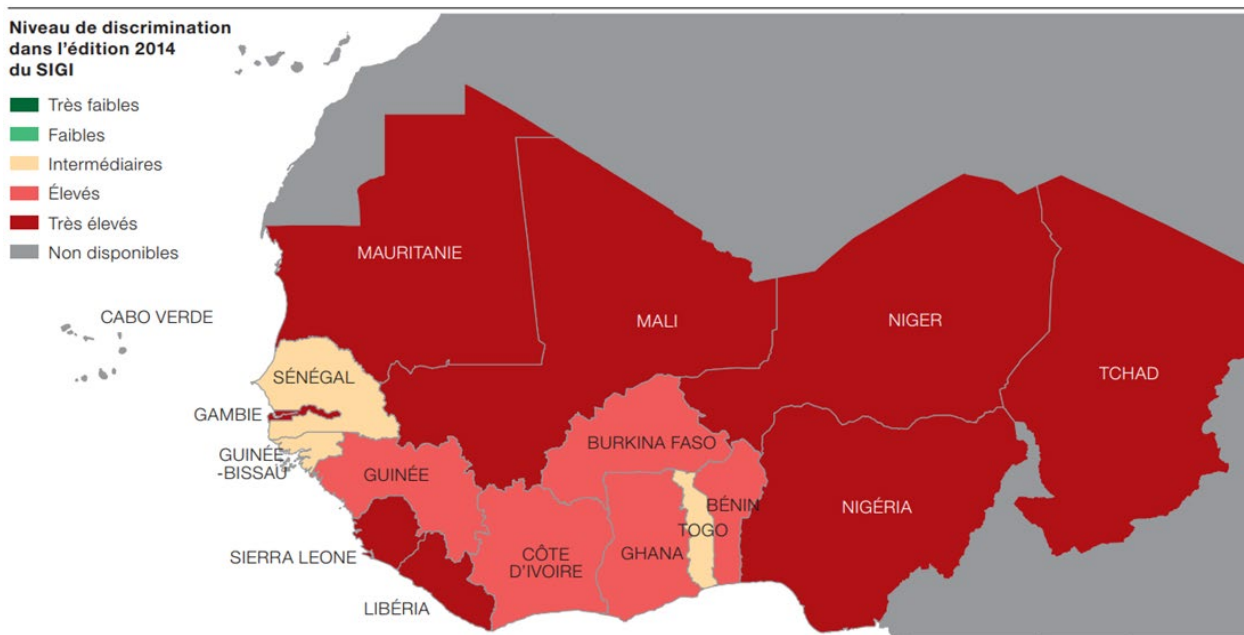 Niveau de discrimination
dans l'édition 2014
du SIGI
Très faibles
Faibles
Intermédiaires
Élevés
Très élevés
Non disponibles
MAURITANIE
CABO VERDE
MALI
NIGER
TCHAD
SÉNÉGAL
GAMBIE
GUINÉE
-BISSAU
GUINÉE
BURKINA FASO
BÉNIN
NIGÉRIA
TOGO
SIERRA LEONE
CÔTE
D'IVOIRE
GHANA
LIBÉRIA